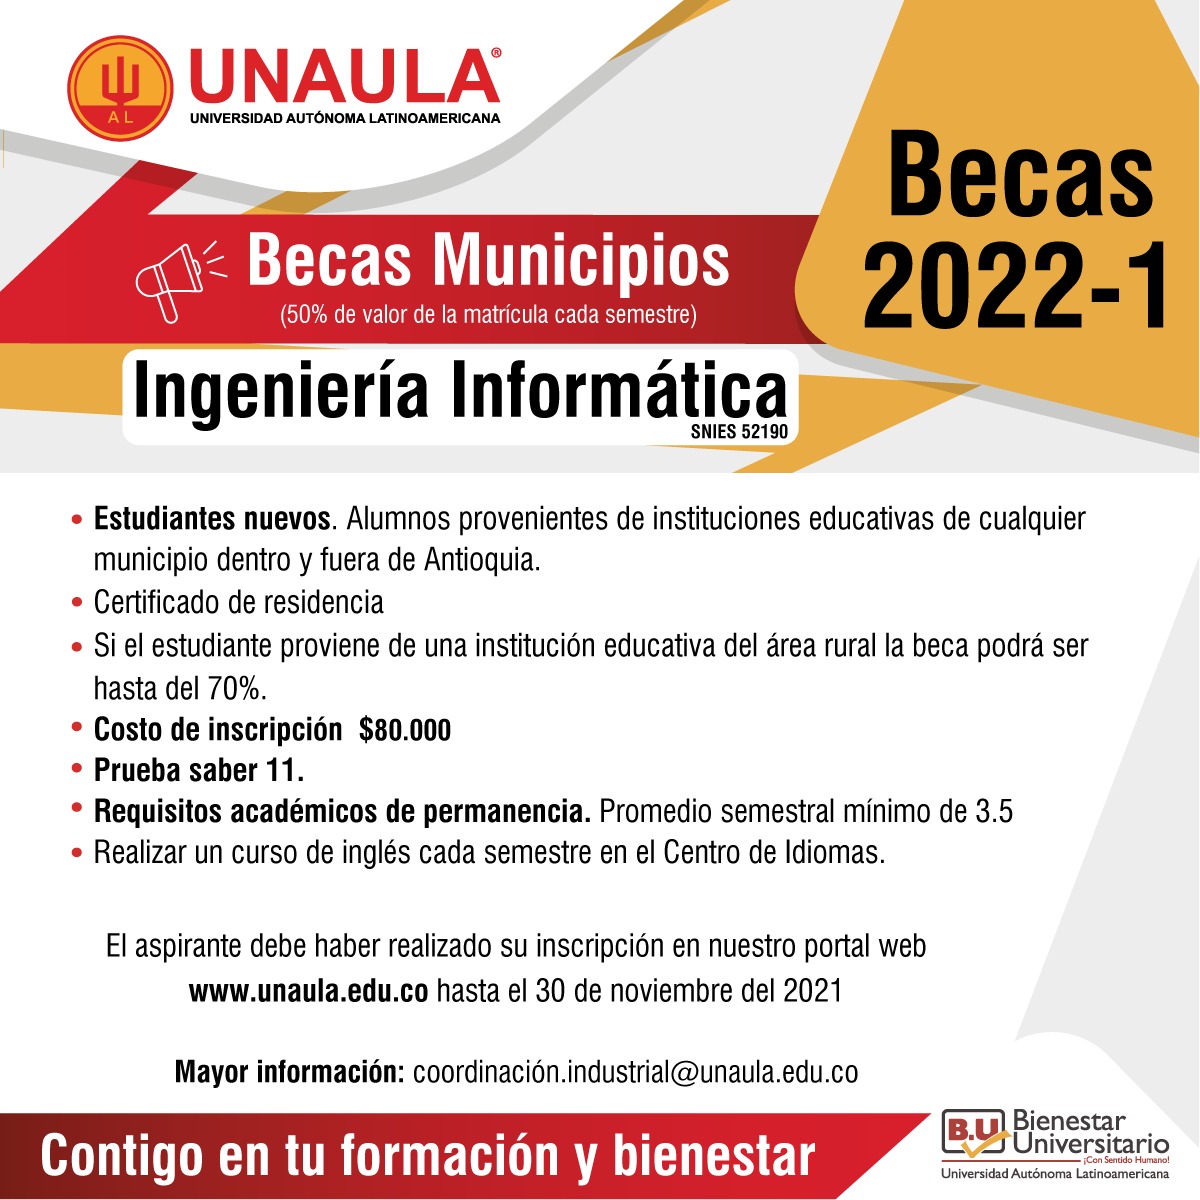 AL
UNAULA®
UNIVERSIDAD AUTÓNOMA LATINOAMERICANA
Becas
2022-1
Becas Municipios
(50% de valor de la matrícula cada semestre)
Ingeniería Informática
SNIES 52190
• Estudiantes nuevos. Alumnos provenientes de instituciones educativas de cualquier
municipio dentro y fuera de Antioquia.
• Certificado de residencia
• Si el estudiante proviene de una institución educativa del área rural la beca podrá ser
hasta del 70%.
• Costo de inscripción $80.000
• Prueba saber 11.
• Requisitos académicos de permanencia. Promedio semestral mínimo de 3.5
• Realizar un curso de inglés cada semestre en el Centro de Idiomas.
El aspirante debe haber realizado su inscripción en nuestro portal web
www.unaula.edu.co hasta el 30 de noviembre del 2021
Mayor información: coordinación.industrial@unaula.edu.co
Contigo en tu formación y bienestar
B.U
Bienestar
Universitario
¡Con Sentido Humano!
Universidad Autónoma Latinoamericana